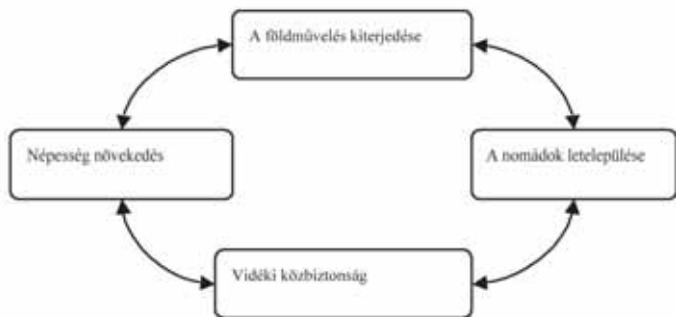 A földművelés kiterjedése
Népesség növekedés
A nomádok letelepülése
Vidéki közbiztonság